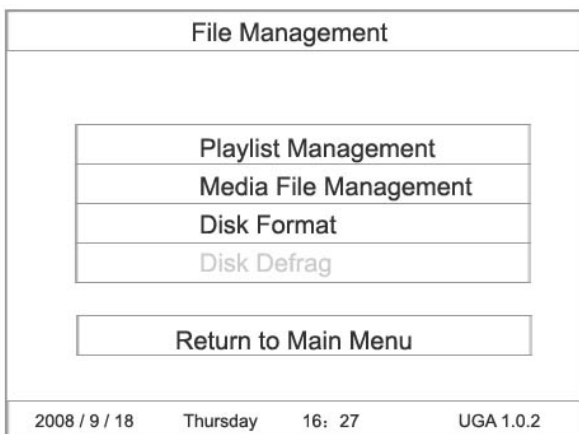 File Management
Playlist Management
Media File Management
Disk Format
Disk Defrag
Return to Main Menu
2008 / 9 / 18 Thursday 16：27 UGA 1.0.2